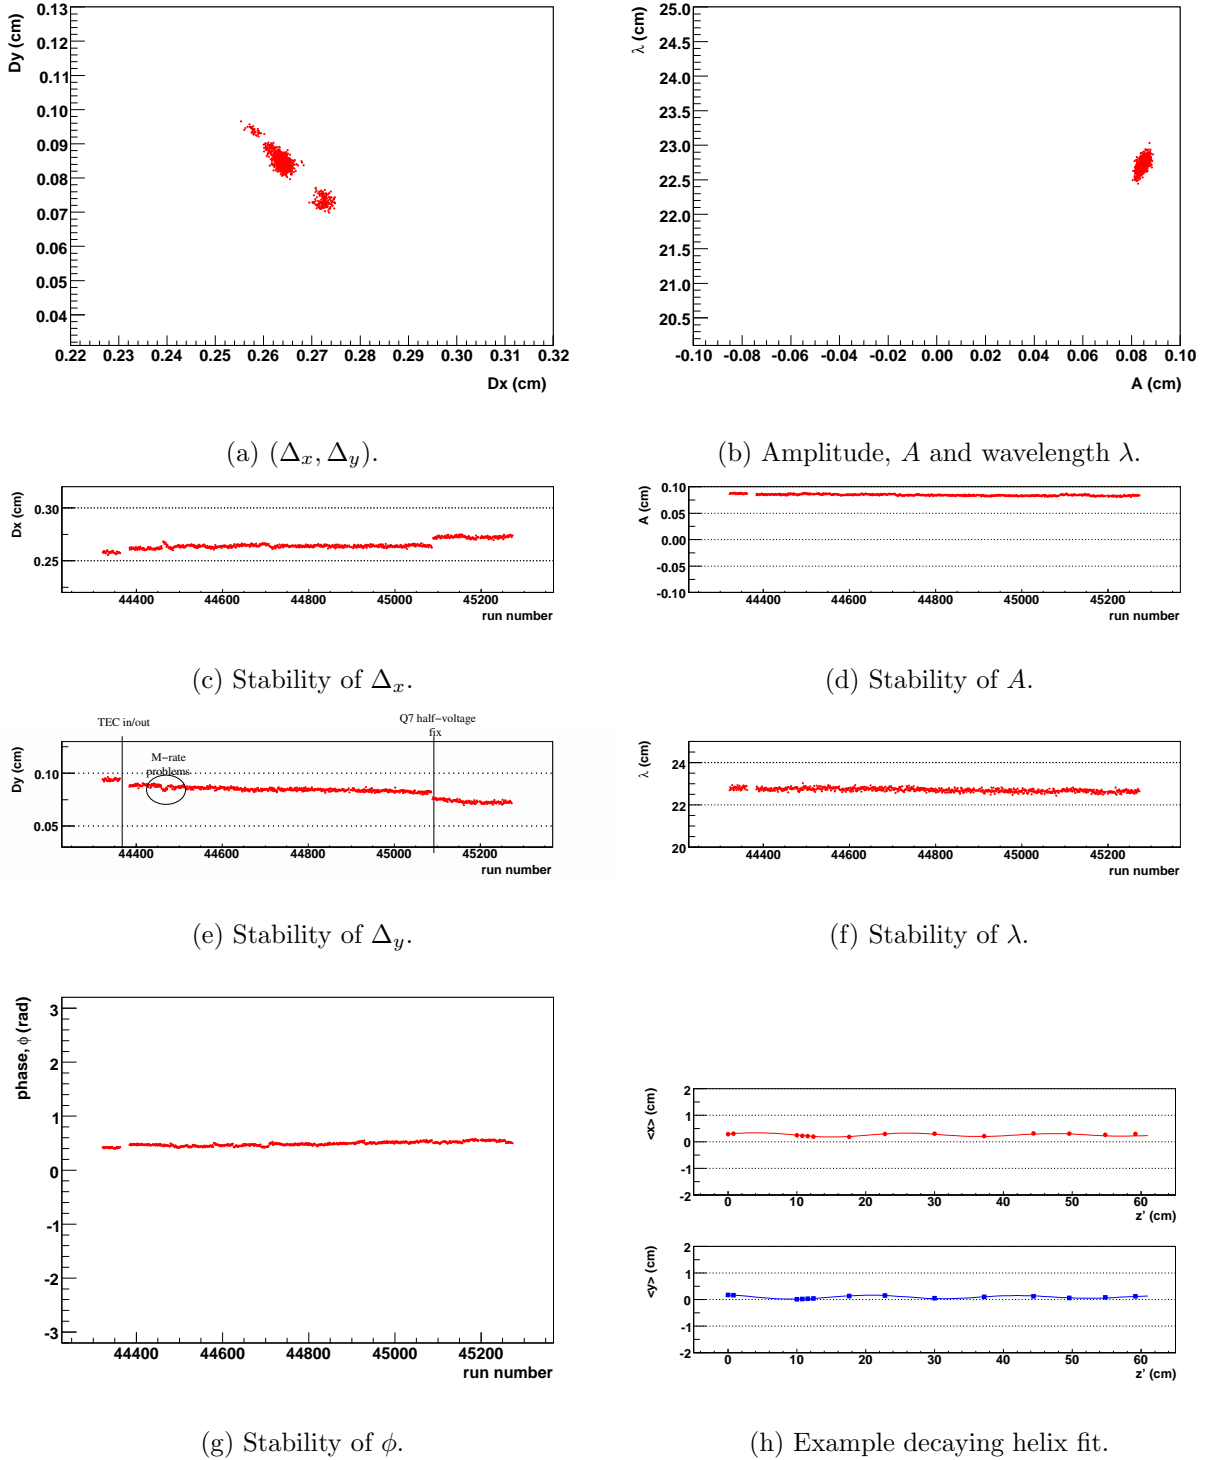 Dy (cm)
0.13
0.12
0.11
0.10
0.09
0.08
0.07
0.06
0.05
0.04
0.22 0.23 0.24 0.25 0.26 0.27 0.28 0.29 0.30 0.31 0.32
Dx (cm)
(a) (Δx, Δy).
λ (cm)
25.0
24.5
24.0
23.5
23.0
22.5
22.0
21.5
21.0
20.5
-0.10 -0.08 -0.06 -0.04 -0.02 0.00 0.02 0.04 0.06 0.08 0.10
A (cm)
(b) Amplitude, A and wavelength λ.
Dx (cm)
0.30
0.25
44400 44600 44800 45000 45200
run number
(c) Stability of Δx.
A (cm)
0.10
0.05
0.00
-0.05
-0.10
44400 44600 44800 45000 45200
run number
(d) Stability of A.
TEC in/out
Q7 half-voltage
fix
M-rate
problems
Dy (cm)
0.10
0.05
44400 44600 44800 45000 45200
run number
(e) Stability of Δy.
λ (cm)
24
22
20
44400 44600 44800 45000 45200
run number
(f) Stability of λ.
phase, ϕ (rad)
3
2
1
0
-1
-2
-3
44400 44600 44800 45000 45200
run number
(g) Stability of ϕ.
<x> (cm)
2
1
0
-1
-2
0 10 20 30 40 50 60
z' (cm)
<y> (cm)
2
1
0
-1
-2
0 10 20 30 40 50 60
z' (cm)
(h) Example decaying helix fit.